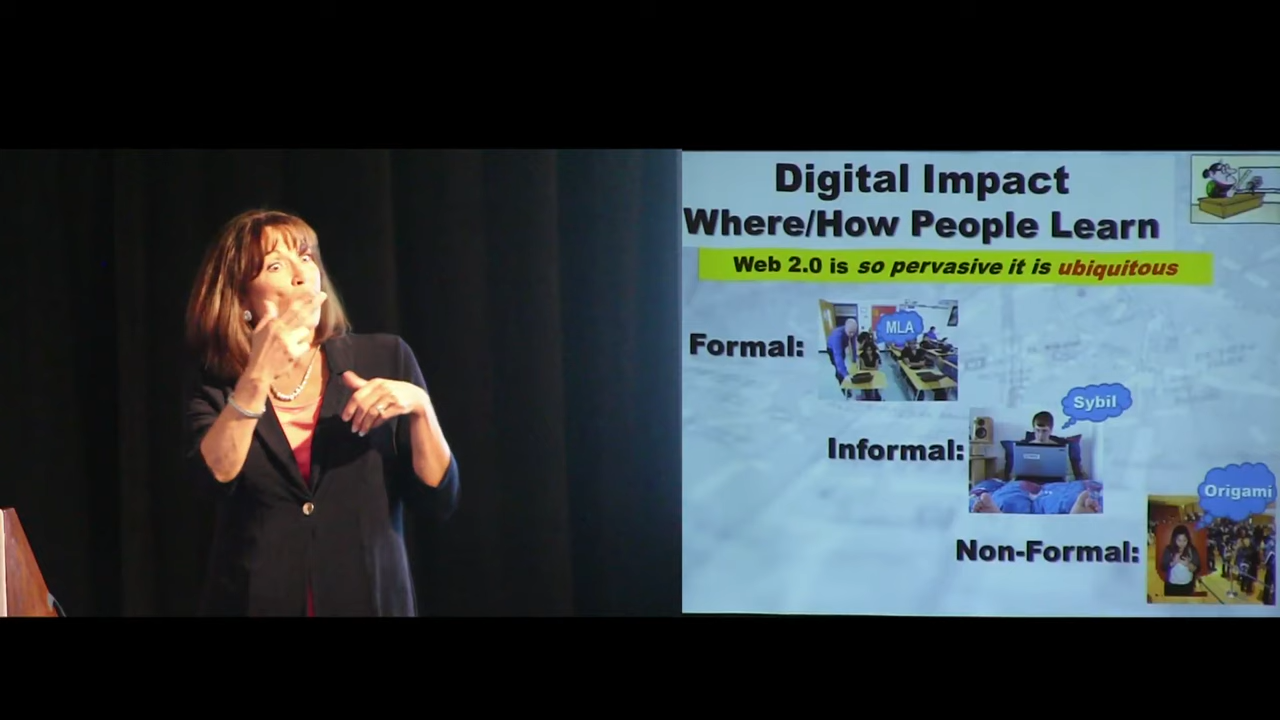 Digital Impact
Where/How People Learn
Web 2.0 is so pervasive it is ubiquitous
Formal:
MLA
Sybil
Informal:
Origami
Non-Formal: